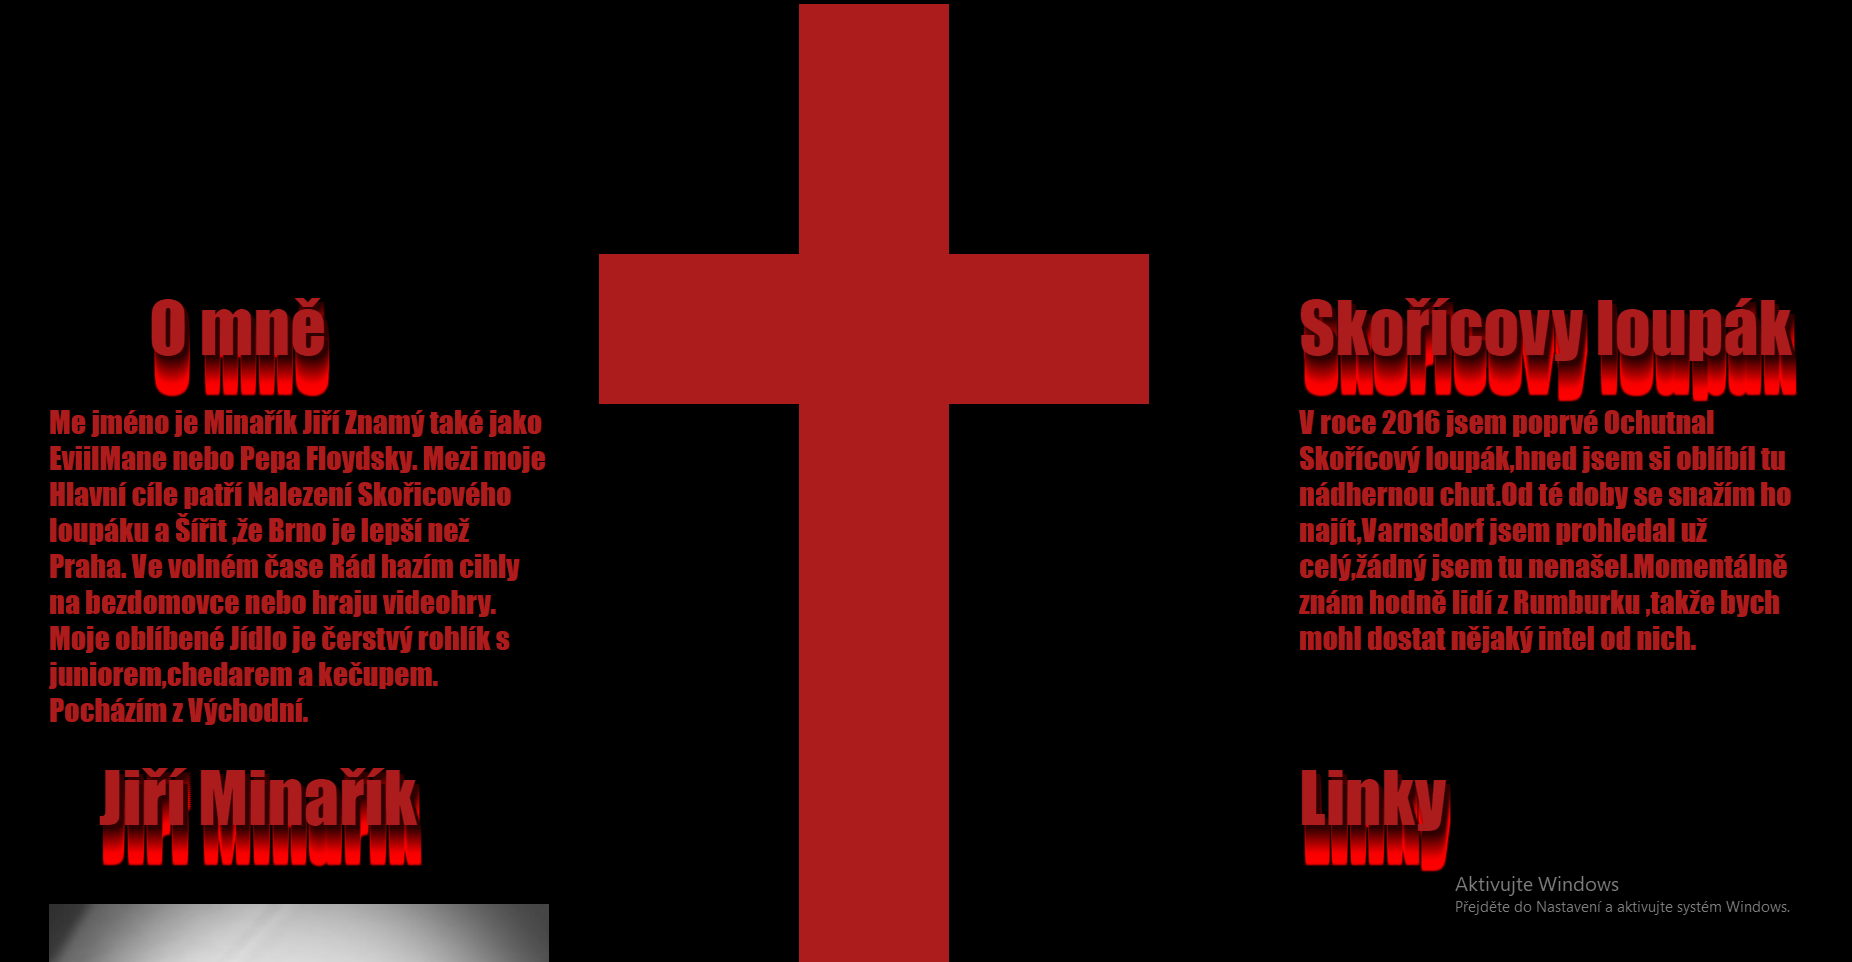 O mně
Me jméno je Minařík Jiří Znamý také jako
EviilMane nebo Pepa Floydsky. Mezi moje
Hlavní cíle patří Nalezení Skořicového
loupáku a Šířit ,že Brno je lepší než
Praha. Ve volném čase Rád hazím cihly
na bezdomovce nebo hraju videohry.
Moje oblíbené Jídlo je čerstvý rohlík s
juniorem,chedarem a kečupem.
Pocházím z Východní.
Jiří Minařík
Skořícovy loupák
V roce 2016 jsem poprvé Ochutnal
Skořícový loupák,hned jsem si oblíbíl tu
nádhernou chut.Od té doby se snažím ho
najít,Varnsdorf jsem prohledal už
celý,žádný jsem tu nenašel.Momentálně
znám hodně lidí z Rumburku ,takže bych
mohl dostat nějaký intel od nich.
Linky
Aktivujte Windows
Přejděte do Nastavení a aktivujte systém Windows.